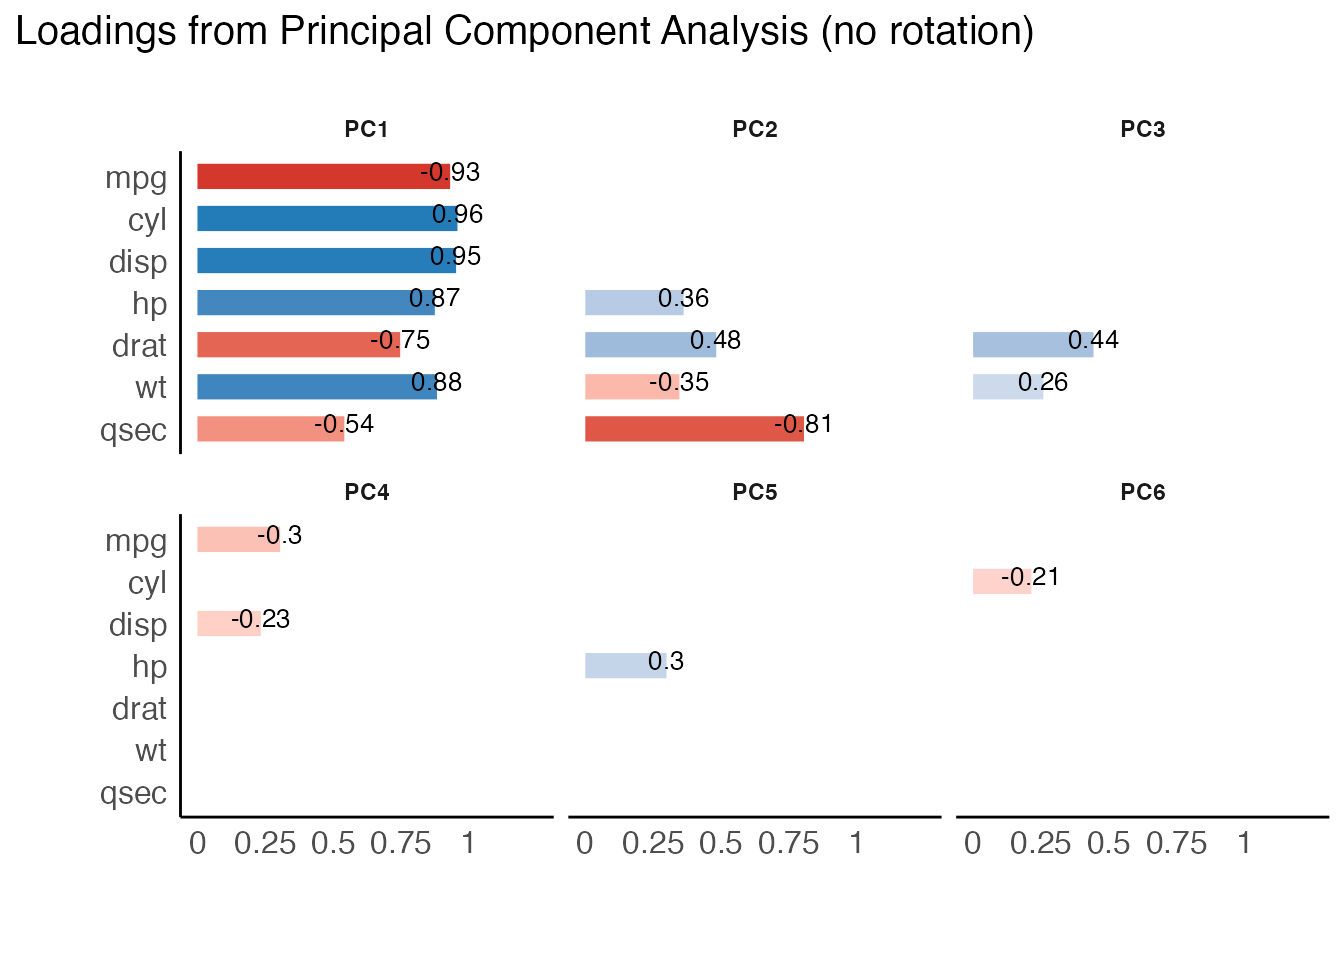 Loadings from Principal Component Analysis (no rotation)
PC1 PC2 PC3
mpg -0.93
cyl 0.96
disp 0.95
hp 0.87 0.36
drat -0.75 0.48 0.44
wt 0.88 -0.35 0.26
qsec -0.54 -0.81
PC4 PC5 PC6
mpg -0.3
cyl -0.21
disp -0.23
hp 0.3
drat
wt
qsec
0 0.25 0.5 0.75 1 0 0.25 0.5 0.75 1 0 0.25 0.5 0.75 1